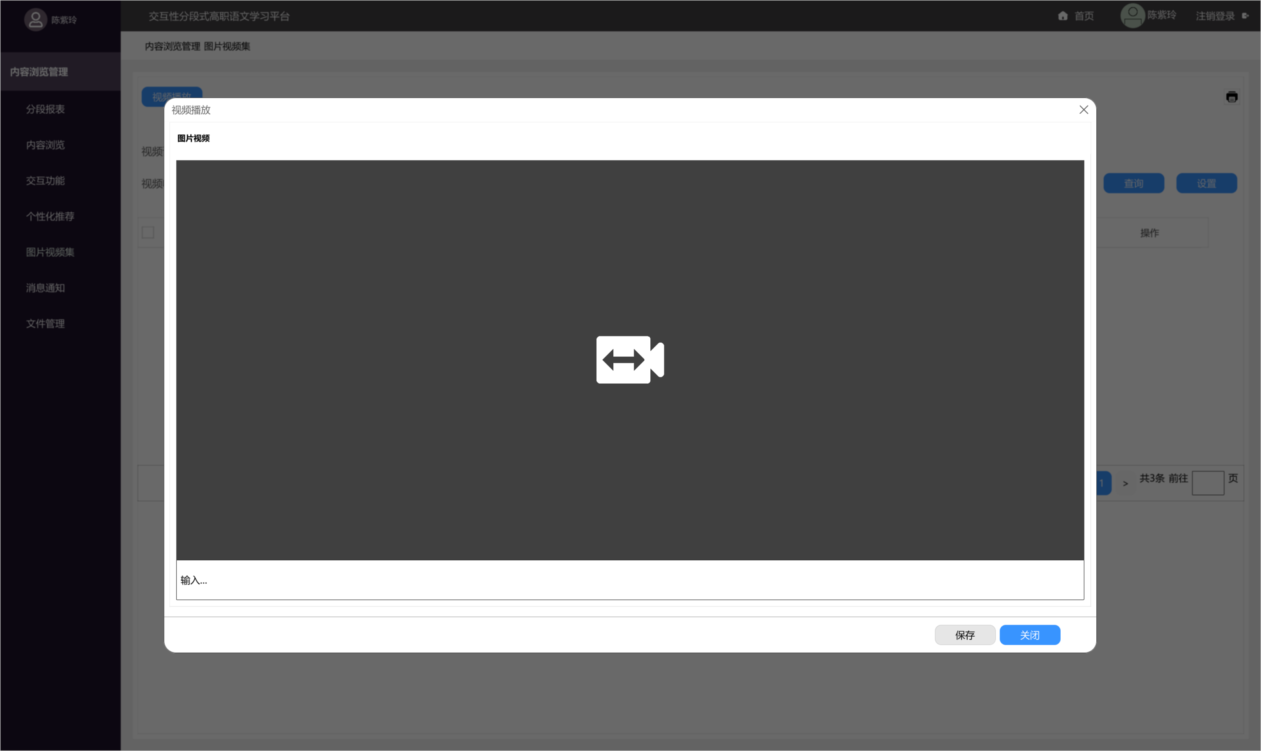 陈紫玲
交互性分段式高职语文学习平台
首页
陈紫玲
注销登录
内容浏览管理 图片视频集
内容浏览管理
分段报表
内容浏览
交互功能
个性化推荐
图片视频集
消息通知
文件管理
视频播放
视频播放
图片视频
视频
视频
查询
设置
操作
输入...
1
>
共3条 前往
页
保存
关闭